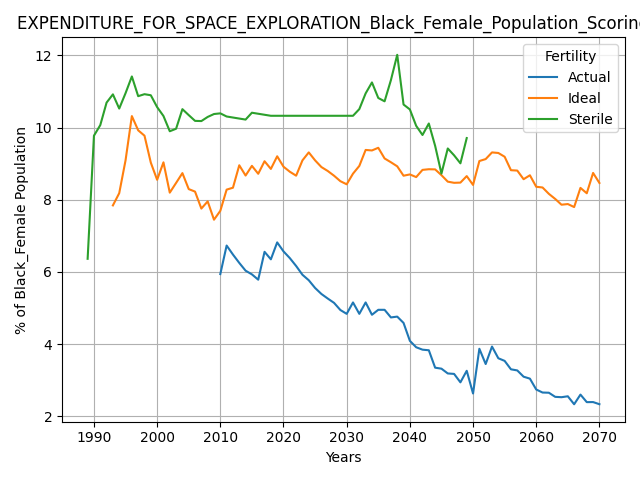 EXPENDITURE_FOR_SPACE_EXPLORATION_Black_Female_Population_Scorin
Fertility
Actual
Ideal
Sterile
% of Black_Female Population
12
10
8
6
4
2
1990 2000 2010 2020 2030 2040 2050 2060 2070
Years